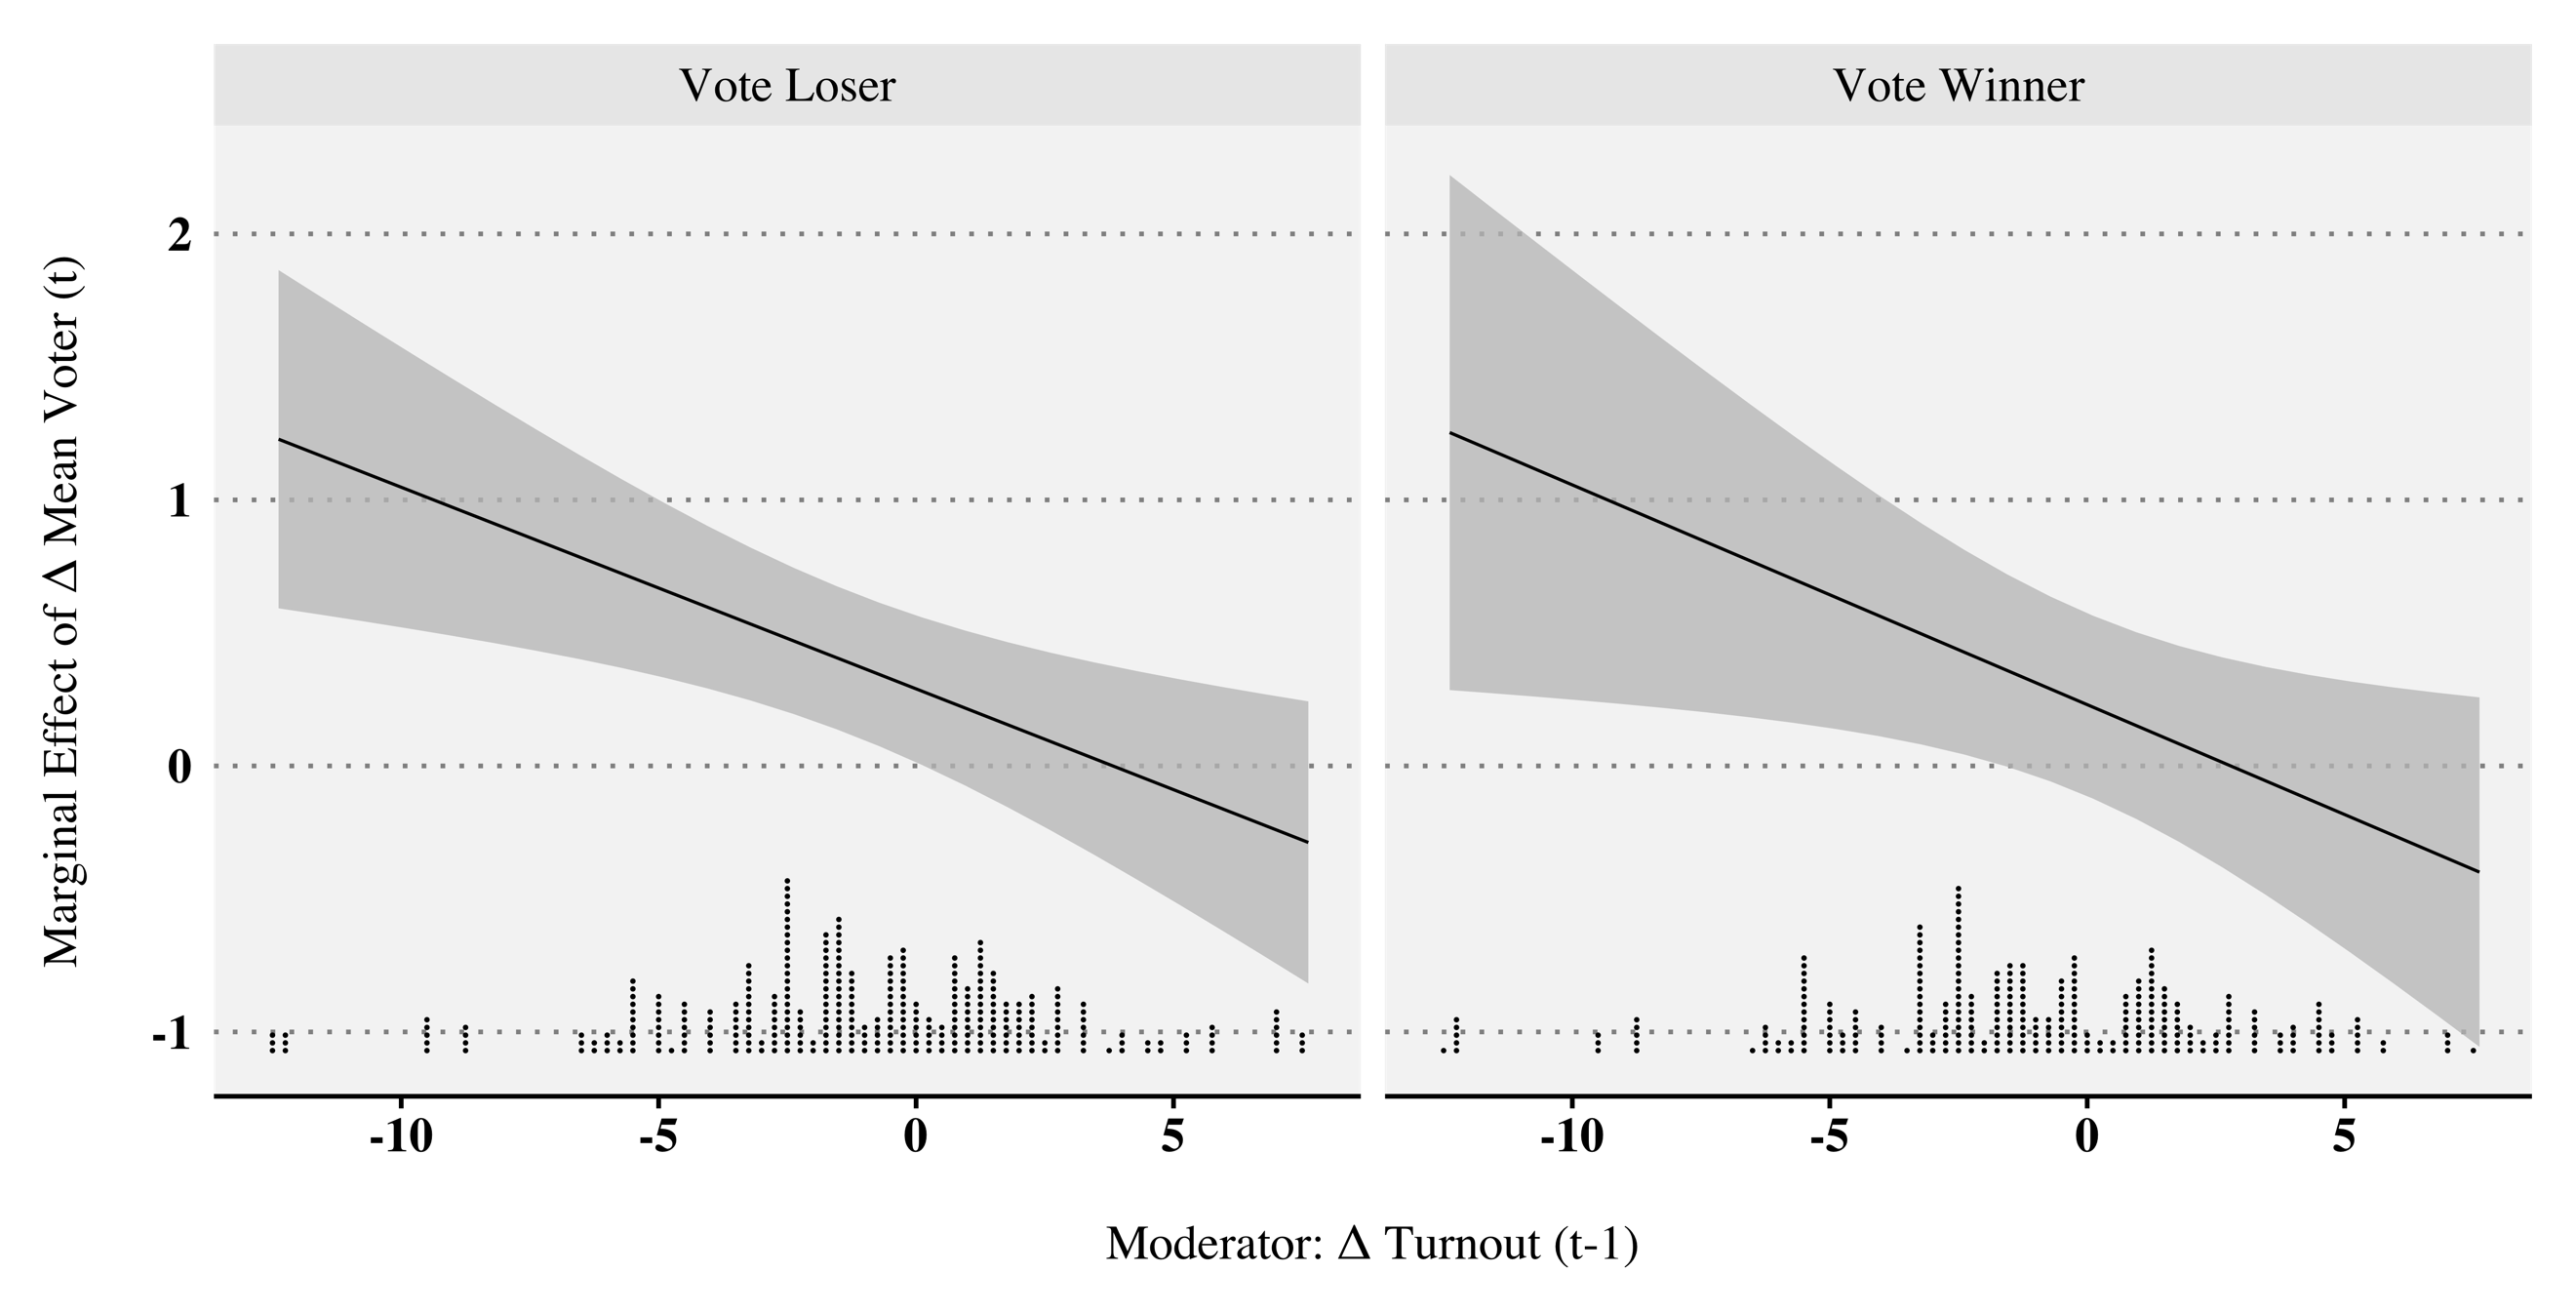 Vote Loser
Vote Winner
Marginal Effect of Δ Mean Voter (t)
2
1
0
-1
-10 -5 0 5
-10 -5 0 5
Moderator: Δ Turnout (t-1)